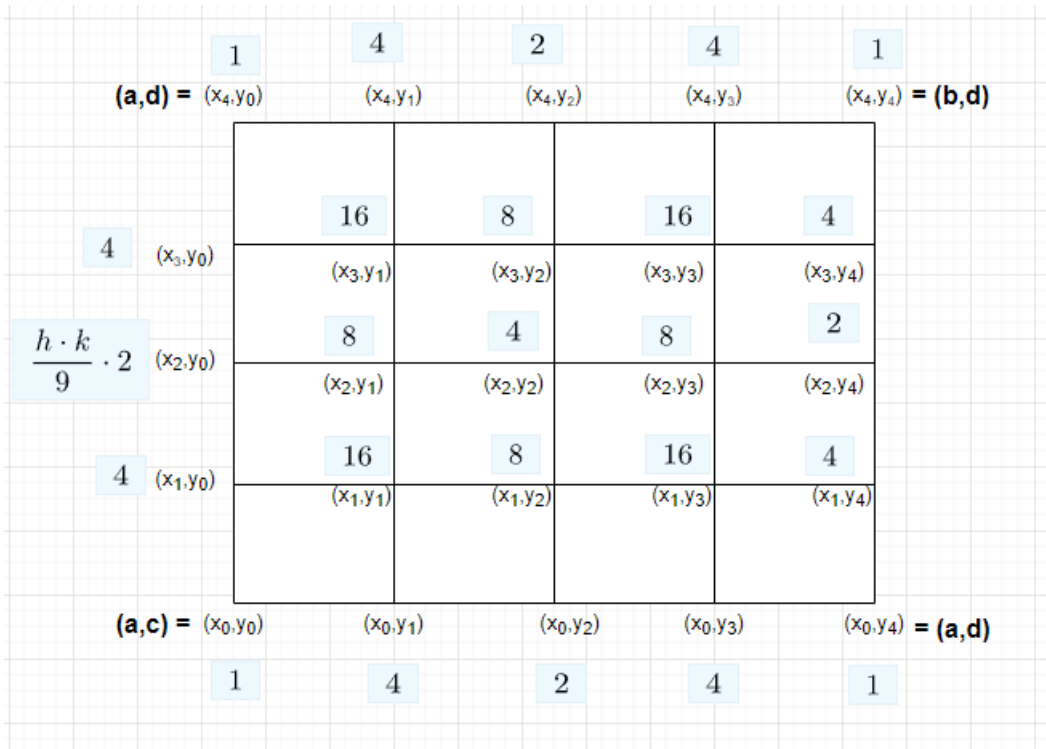 1 4 2 4 1
(a,d) = (x₄,y₀) (x₄,y₁) (x₄,y₂) (x₄,y₃) (x₄,y₄) = (b,d)
16 8 16 4
4 (x₃,y₀)
(x₃,y₁) (x₃,y₂) (x₃,y₃) (x₃,y₄)
8 4 8 2
h · k / 9 · 2 (x₂,y₀)
(x₂,y₁) (x₂,y₂) (x₂,y₃) (x₂,y₄)
16 8 16 4
4 (x₁,y₀)
(x₁,y₁) (x₁,y₂) (x₁,y₃) (x₁,y₄)
(a,c) = (x₀,y₀) (x₀,y₁) (x₀,y₂) (x₀,y₃) (x₀,y₄) = (a,d)
1 4 2 4 1